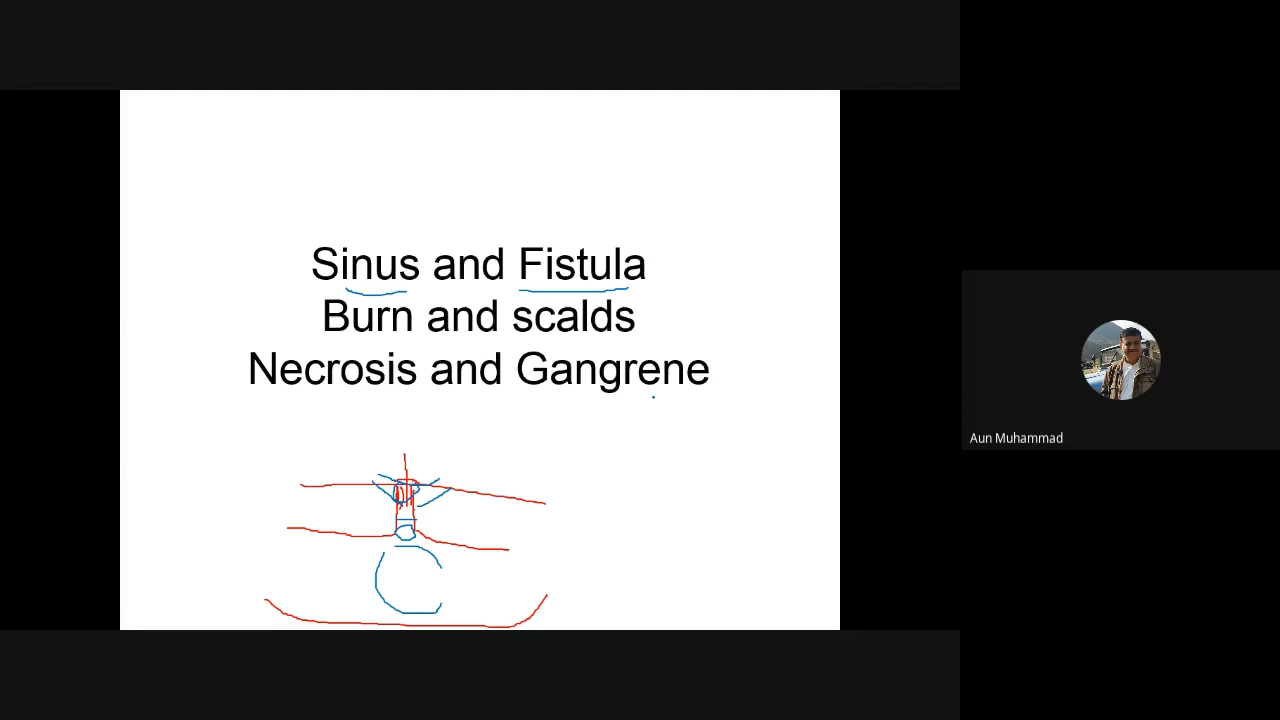 Sinus and Fistula
Burn and scalds
Necrosis and Gangrene
Aun Muhammad